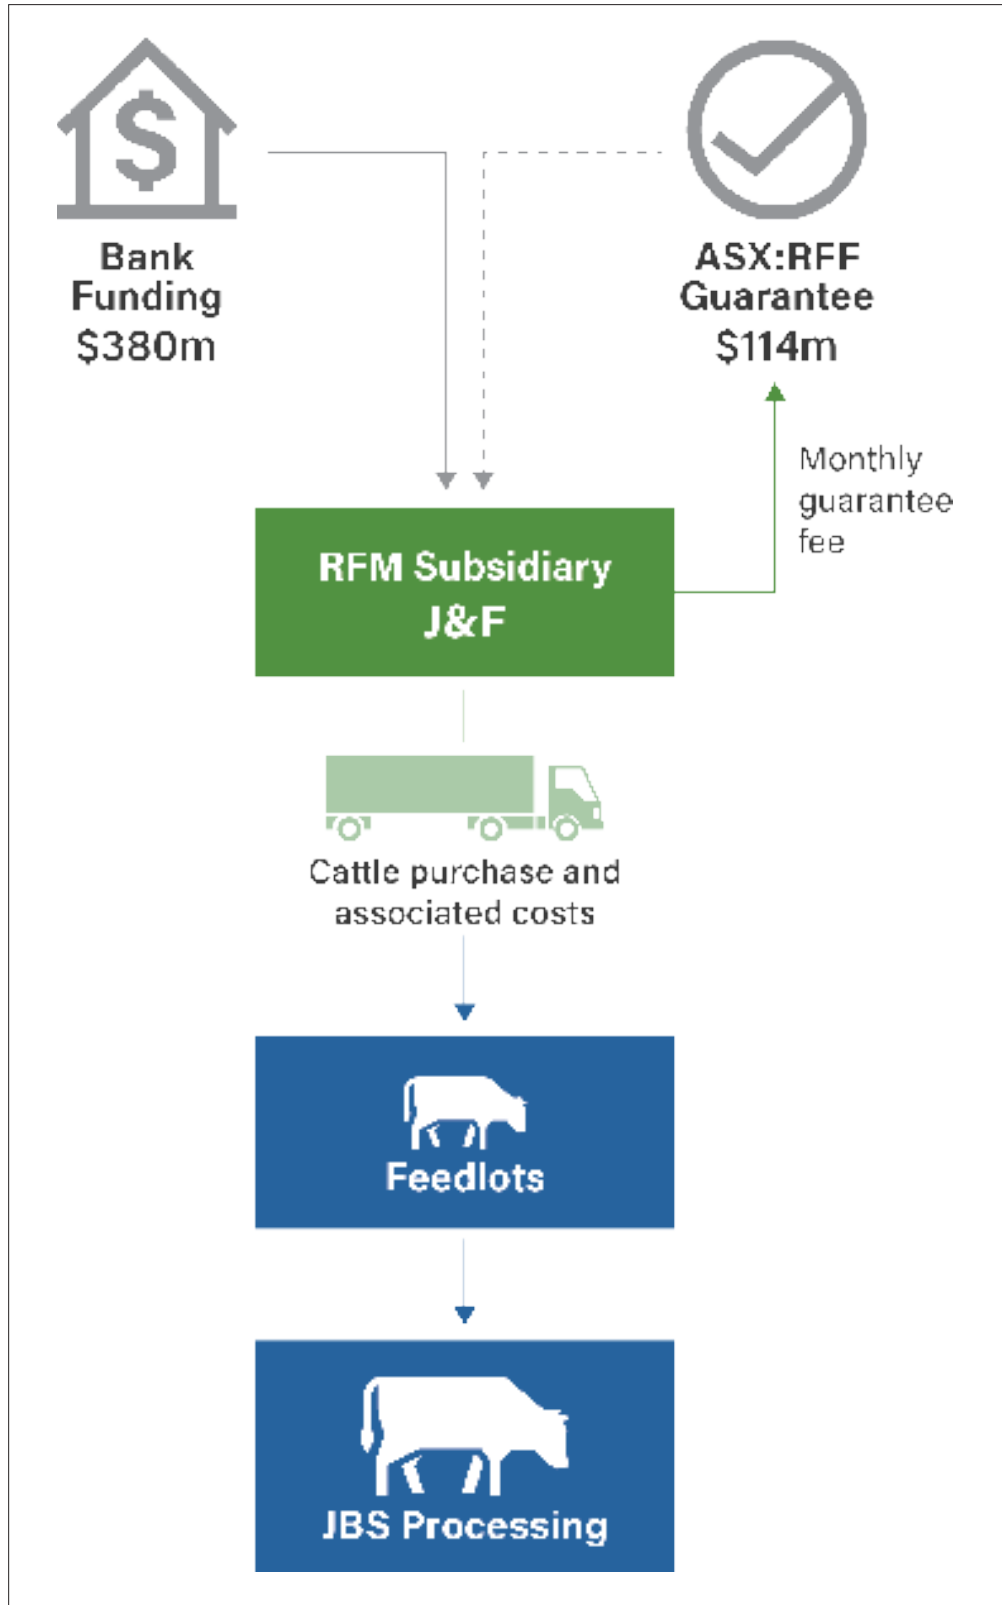 $
Bank
Funding
$380m
ASX:RFF
Guarantee
$114m
Monthly
guarantee
fee
RFM Subsidiary
J&F
Cattle purchase and
associated costs
Feedlots
JBS Processing